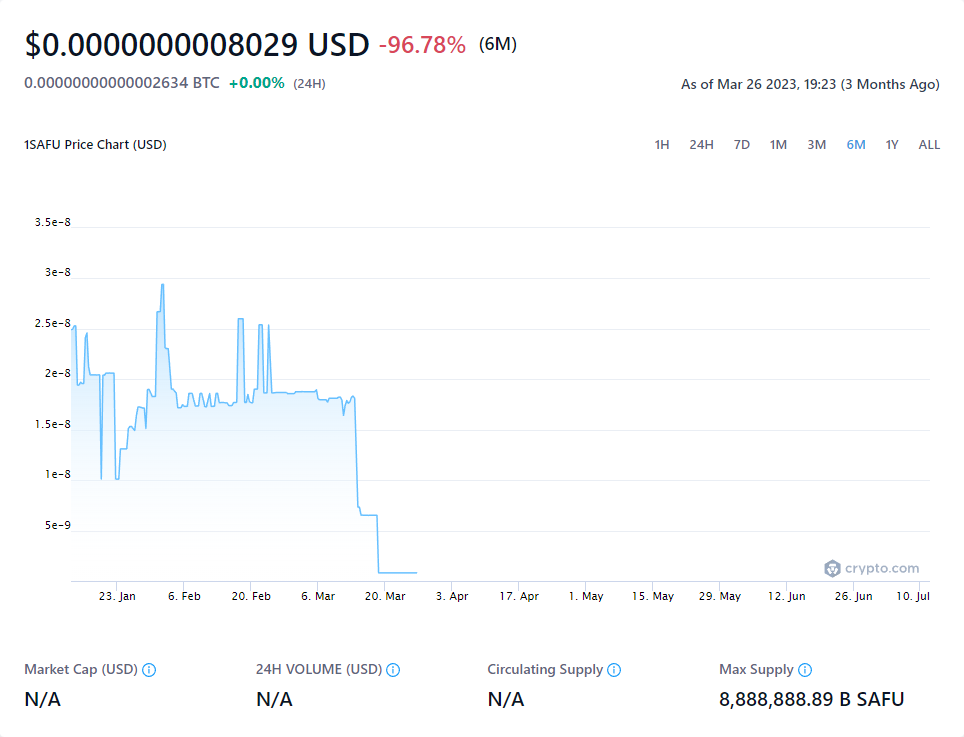 $0.0000000008029 USD -96.78% (6M)
0.00000000000002634 BTC +0.00% (24H) As of Mar 26 2023, 19:23 (3 Months Ago)
1SAFU Price Chart (USD) 1H 24H 7D 1M 3M 6M 1Y ALL
3.5e-8
3e-8
2.5e-8
2e-8
1.5e-8
1e-8
5e-9
crypto.com
23. Jan 6. Feb 20. Feb 6. Mar 20. Mar 3. Apr 17. Apr 1. May 15. May 29. May 12. Jun 26. Jun 10. Jul
Market Cap (USD) 24H VOLUME (USD) Circulating Supply Max Supply
N/A N/A N/A 8,888,888.89 B SAFU